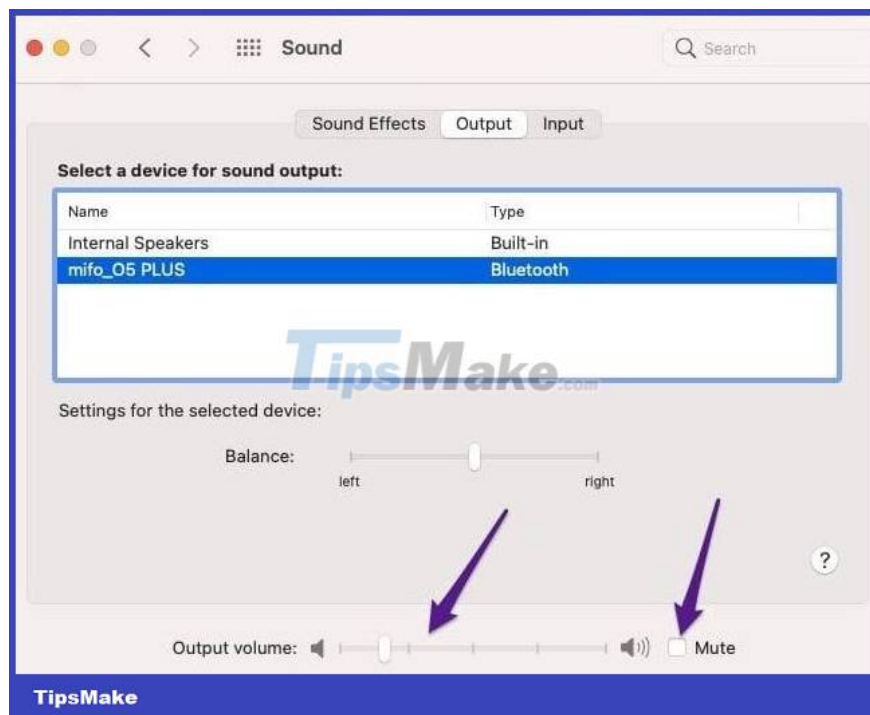 Sound
Search
Sound Effects Output Input
Select a device for sound output:
Name Type
Internal Speakers Built-in
mifo_O5 PLUS Bluetooth
TipsMake.com
Settings for the selected device:
Balance:
left right
?
Output volume: Mute
TipsMake